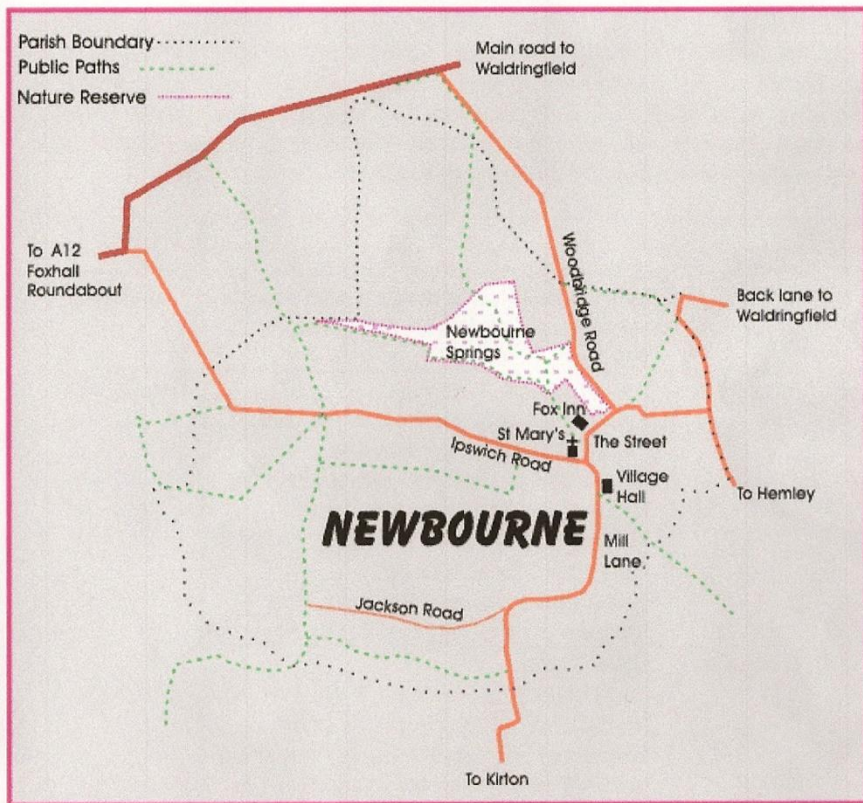 Parish Boundary
Public Paths
Nature Reserve
Main road to
Waldringfield
To A12
Foxhall
Roundabout
Woodbridge Road
Back lane to
Waldringfield
Newbourne
Springs
Fox Inn
St Mary's
The Street
Ipswich Road
Village
Hall
To Hemley
NEWBOURNE
Mill
Lane
Jackson Road
To Kirton